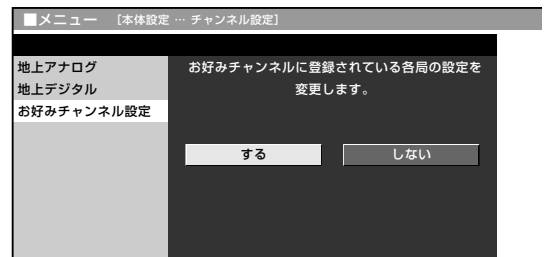 ■メニュー ［本体設定 … チャンネル設定］
地上アナログ
地上デジタル
お好みチャンネル設定
お好みチャンネルに登録されている各局の設定を
変更します。
する
しない